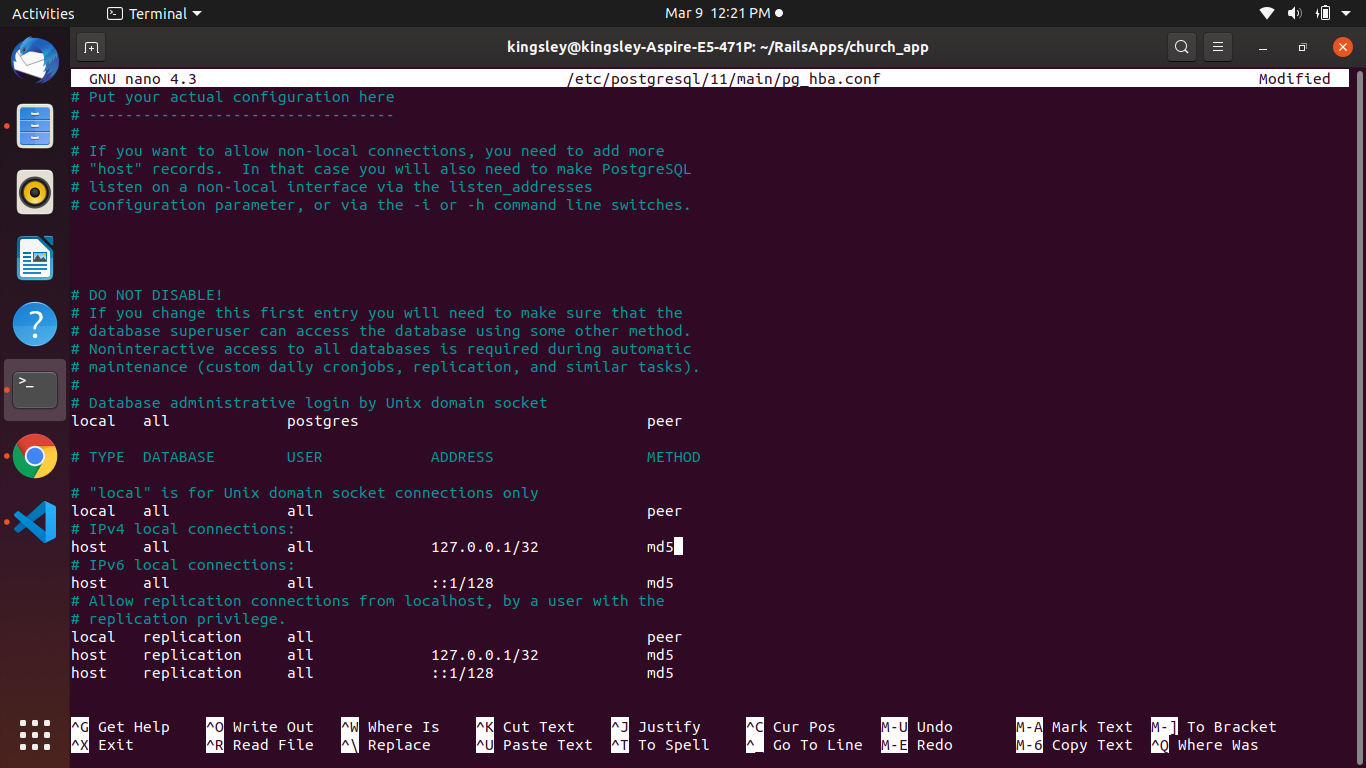 Activities Terminal Mar 9 12:21 PM
kingsley@kingsley-Aspire-E5-471P: ~/RailsApps/church_app
GNU nano 4.3 /etc/postgresql/11/main/pg_hba.conf Modified
# Put your actual configuration here
# ----------------------------------
#
# If you want to allow non-local connections, you need to add more
# "host" records.  In that case you will also need to make PostgreSQL
# listen on a non-local interface via the listen_addresses
# configuration parameter, or via the -i or -h command line switches.
# DO NOT DISABLE!
# If you change this first entry you will need to make sure that the
# database superuser can access the database using some other method.
# Noninteractive access to all databases is required during automatic
# maintenance (custom daily cronjobs, replication, and similar tasks).
#
# Database administrative login by Unix domain socket
local   all             postgres                                peer
# TYPE  DATABASE        USER            ADDRESS                 METHOD
# "local" is for Unix domain socket connections only
local   all             all                                     peer
# IPv4 local connections:
host    all             all             127.0.0.1/32            md5
# IPv6 local connections:
host    all             all             ::1/128                 md5
# Allow replication connections from localhost, by a user with the
# replication privilege.
local   replication     all                                     peer
host    replication     all             127.0.0.1/32            md5
host    replication     all             ::1/128                 md5
^G Get Help ^O Write Out ^W Where Is ^K Cut Text ^J Justify ^C Cur Pos M-U Undo M-A Mark Text M-] To Bracket
^X Exit ^R Read File ^\ Replace ^U Paste Text ^T To Spell ^_ Go To Line M-E Redo M-6 Copy Text ^Q Where Was